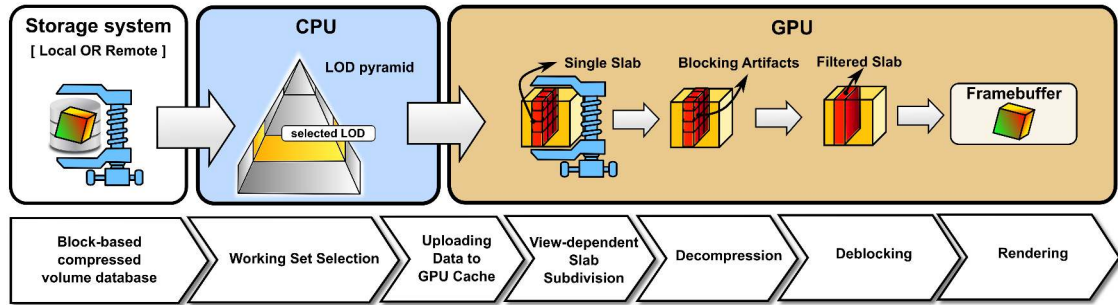 Storage system
[ Local OR Remote ]
CPU
LOD pyramid
selected LOD
GPU
Single Slab
Blocking Artifacts
Filtered Slab
Framebuffer
Block-based
compressed
volume database
Working Set Selection
Uploading
Data to
GPU Cache
View-dependent
Slab
Subdivision
Decompression
Deblocking
Rendering